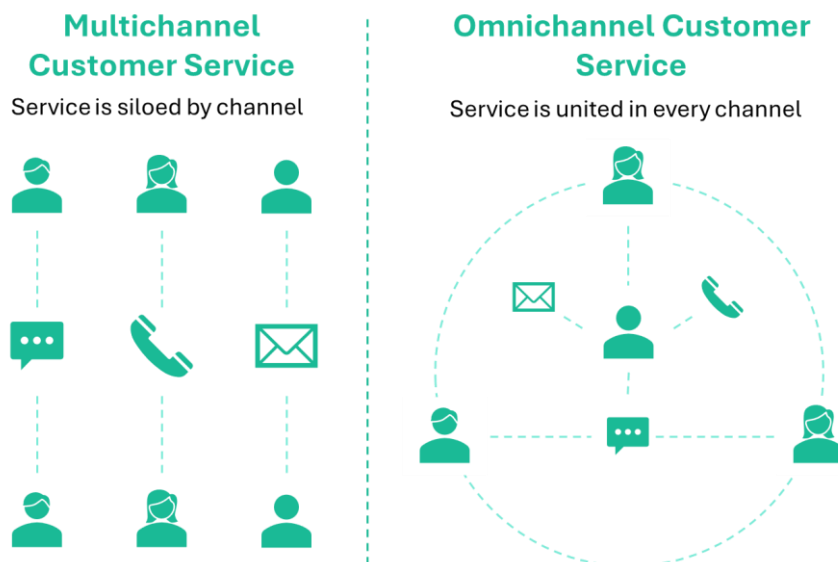 Multichannel
Customer Service
Service is siloed by channel
Omnichannel Customer
Service
Service is united in every channel